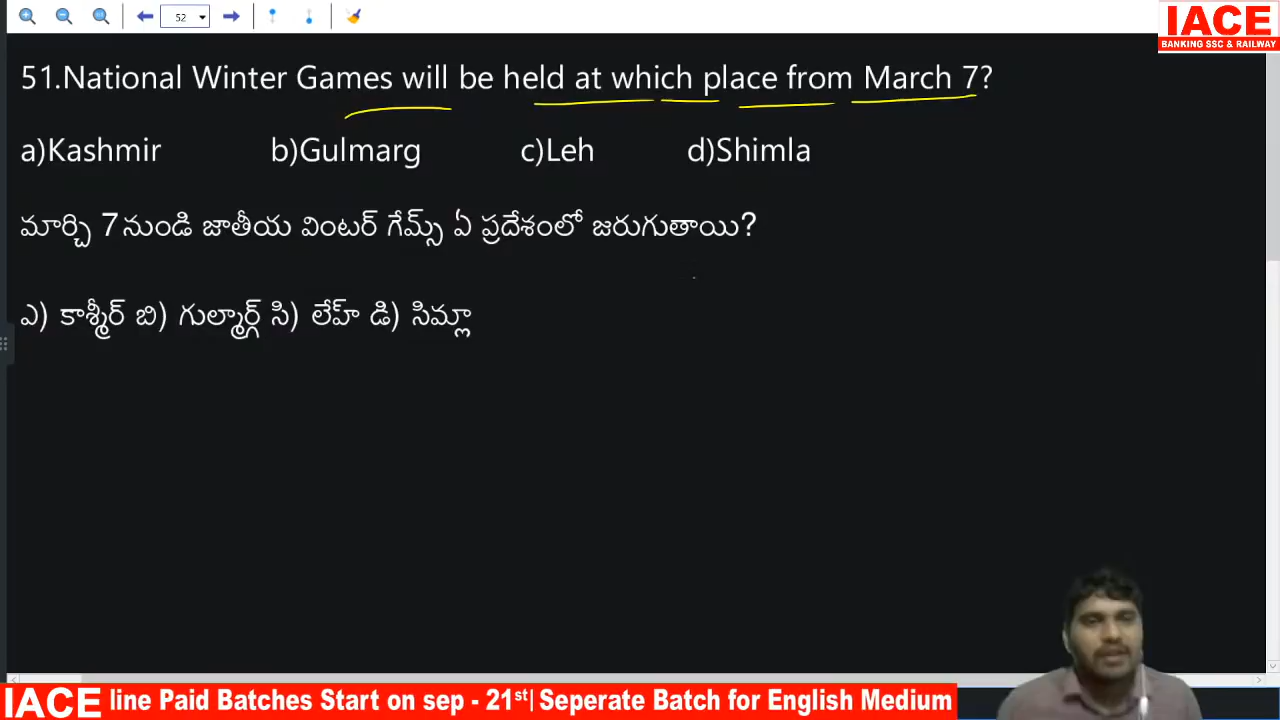 52
IACE
BANKING SSC & RAILWAY
51.National Winter Games will be held at which place from March 7?
a)Kashmir b)Gulmarg c)Leh d)Shimla
మార్చి 7 నుండి జాతీయ వింటర్ గేమ్స్ ఏ ప్రదేశంలో జరుగుతాయి?
ఎ) కాశ్మీర్ బి) గుల్మార్గ్ సి) లేహ్ డి) సిమ్లా
IACE line Paid Batches Start on sep - 21st| Seperate Batch for English Medium